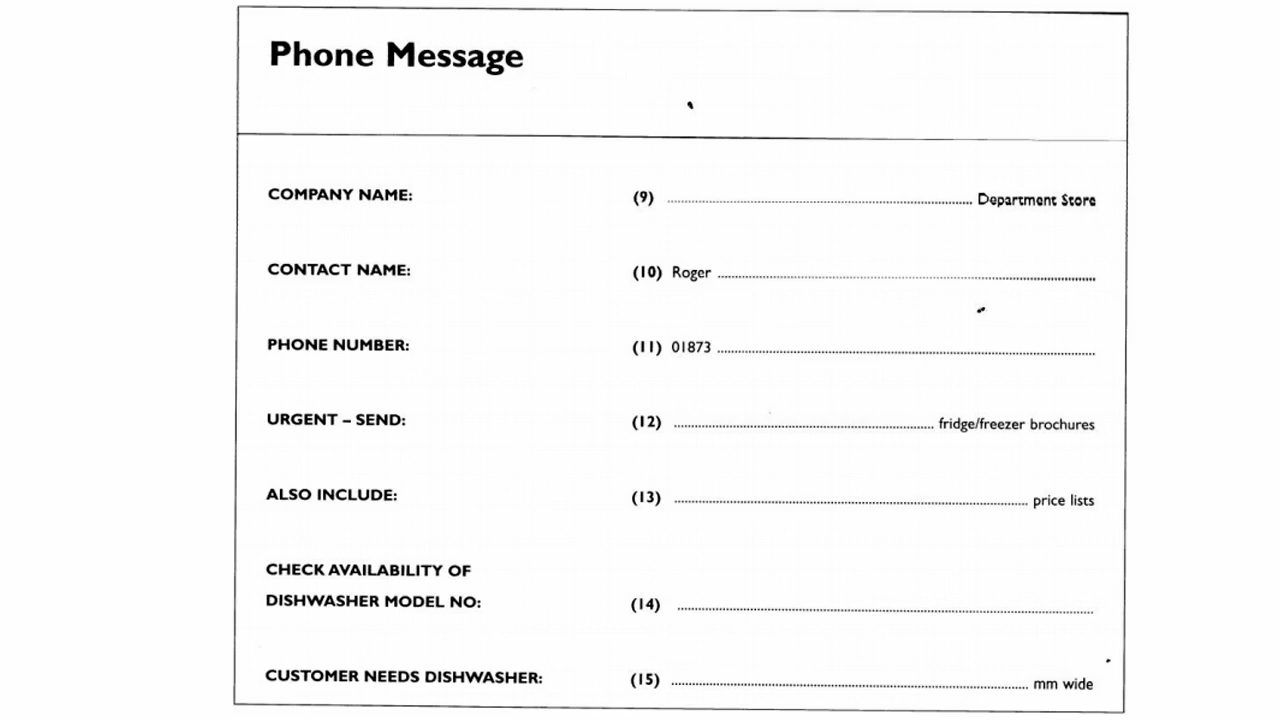 Phone Message
COMPANY NAME: (9) ........ Department Store
CONTACT NAME: (10) Roger ........
PHONE NUMBER: (11) 01873 ........
URGENT – SEND: (12) ........ fridge/freezer brochures
ALSO INCLUDE: (13) ........ price lists
CHECK AVAILABILITY OF
DISHWASHER MODEL NO: (14) ........
CUSTOMER NEEDS DISHWASHER: (15) ........ mm wide